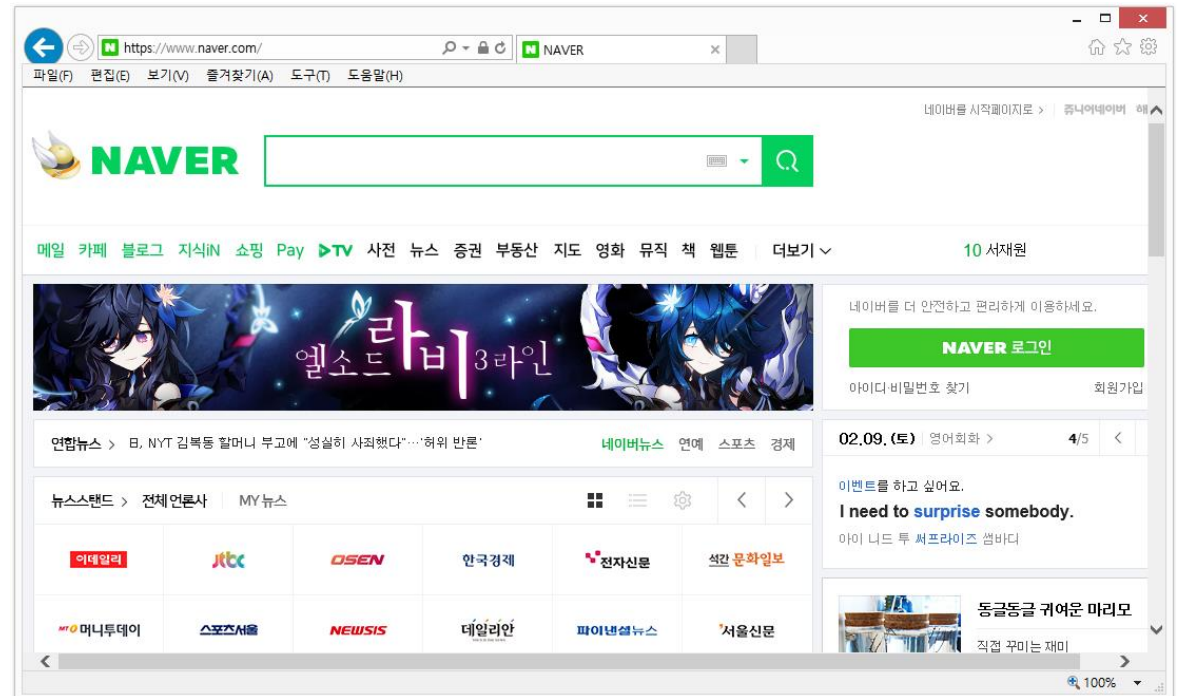 https://www.naver.com/
NAVER
파일(F) 편집(E) 보기(V) 즐겨찾기(A) 도구(T) 도움말(H)
네이버를 시작페이지로 > 쥬니어네이버 해
NAVER
메일 카페 블로그 지식iN 쇼핑 Pay TV 사전 뉴스 증권 부동산 지도 영화 뮤직 책 웹툰 더보기 10 서재원
엘소드 라비 3라인
네이버를 더 안전하고 편리하게 이용하세요.
NAVER 로그인
아이디·비밀번호 찾기 회원가입
연합뉴스 > 日, NYT 김복동 할머니 부고에 "성실히 사죄했다"…'허위 반론' 네이버뉴스 연예 스포츠 경제
02.09. (토) 영어회화 > 4/5
뉴스스탠드 > 전체언론사 MY뉴스
이벤트를 하고 싶어요.
I need to surprise somebody.
아이 니드 투 써프라이즈 썸바디
이데일리 jtbc OSEN 한국경제 전자신문 석간 문화일보
MT 머니투데이 스포츠서울 NEWSIS 데일리안 파이낸셜뉴스 서울신문
동글동글 귀여운 마리모
직접 꾸미는 재미
100%